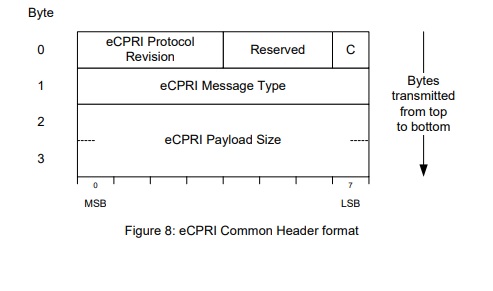 Byte
0
eCPRI Protocol
Revision
Reserved
C
1
eCPRI Message Type
2
eCPRI Payload Size
3
Bytes
transmitted
from top
to bottom
0
7
MSB
LSB
Figure 8: eCPRI Common Header format